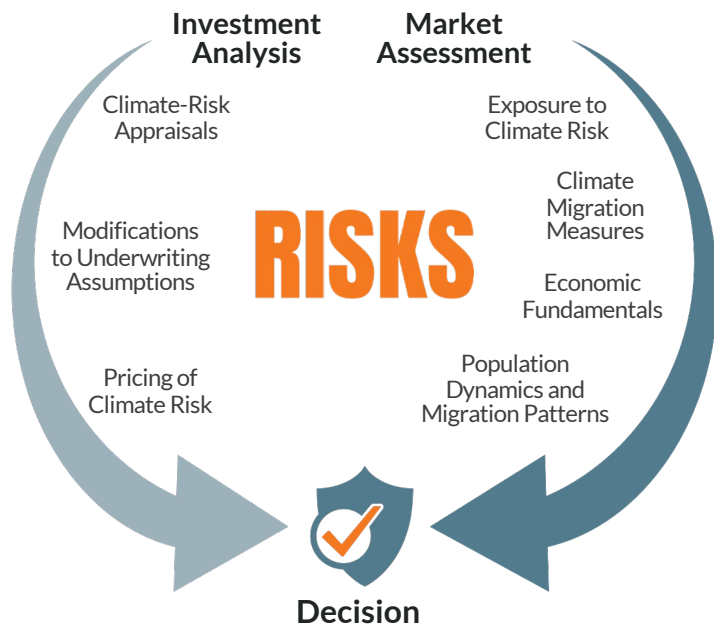 Investment
Analysis
Climate-Risk
Appraisals
Modifications
to Underwriting
Assumptions
Pricing of
Climate Risk
Market
Assessment
Exposure to
Climate Risk
Climate
Migration
Measures
Economic
Fundamentals
Population
Dynamics and
Migration Patterns
RISKS
Decision